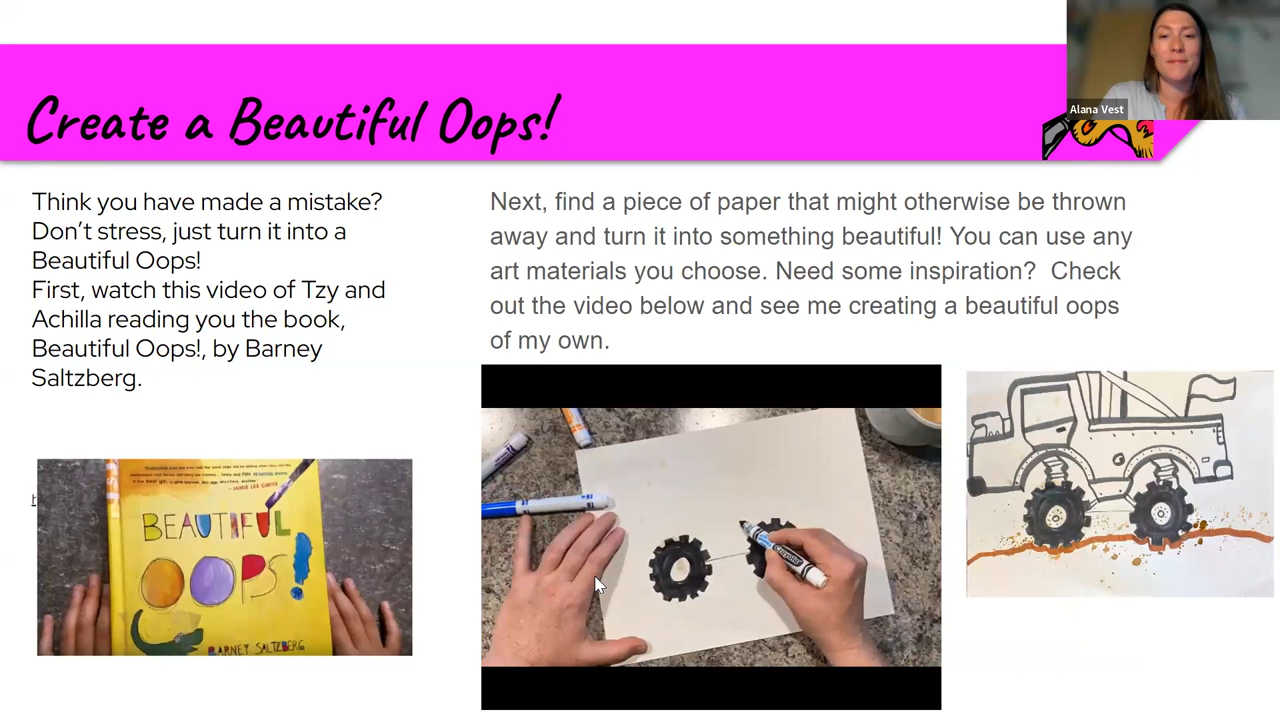 Alana Vest
Create a Beautiful Oops!
Think you have made a mistake?
Don't stress, just turn it into a
Beautiful Oops!
First, watch this video of Tzy and
Achilla reading you the book,
Beautiful Oops!, by Barney
Saltzberg.
Next, find a piece of paper that might otherwise be thrown
away and turn it into something beautiful! You can use any
art materials you choose. Need some inspiration?  Check
out the video below and see me creating a beautiful oops
of my own.
JAMIE LEE CURTIS
BEAUTIFUL
OOPS!
BARNEY SALTZBERG
Crayola